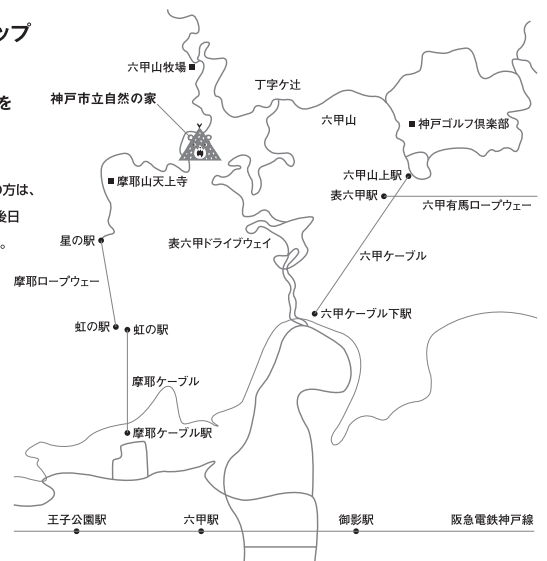 ップ
を
の方は、
後日
。
六甲山牧場
丁字ケ辻
神戸市立自然の家
六甲山
神戸ゴルフ倶楽部
摩耶山天上寺
六甲山上駅
表六甲駅
六甲有馬ロープウェー
星の駅
表六甲ドライブウェイ
六甲ケーブル
摩耶ロープウェー
虹の駅
虹の駅
六甲ケーブル下駅
摩耶ケーブル
摩耶ケーブル駅
王子公園駅
六甲駅
御影駅
阪急電鉄神戸線